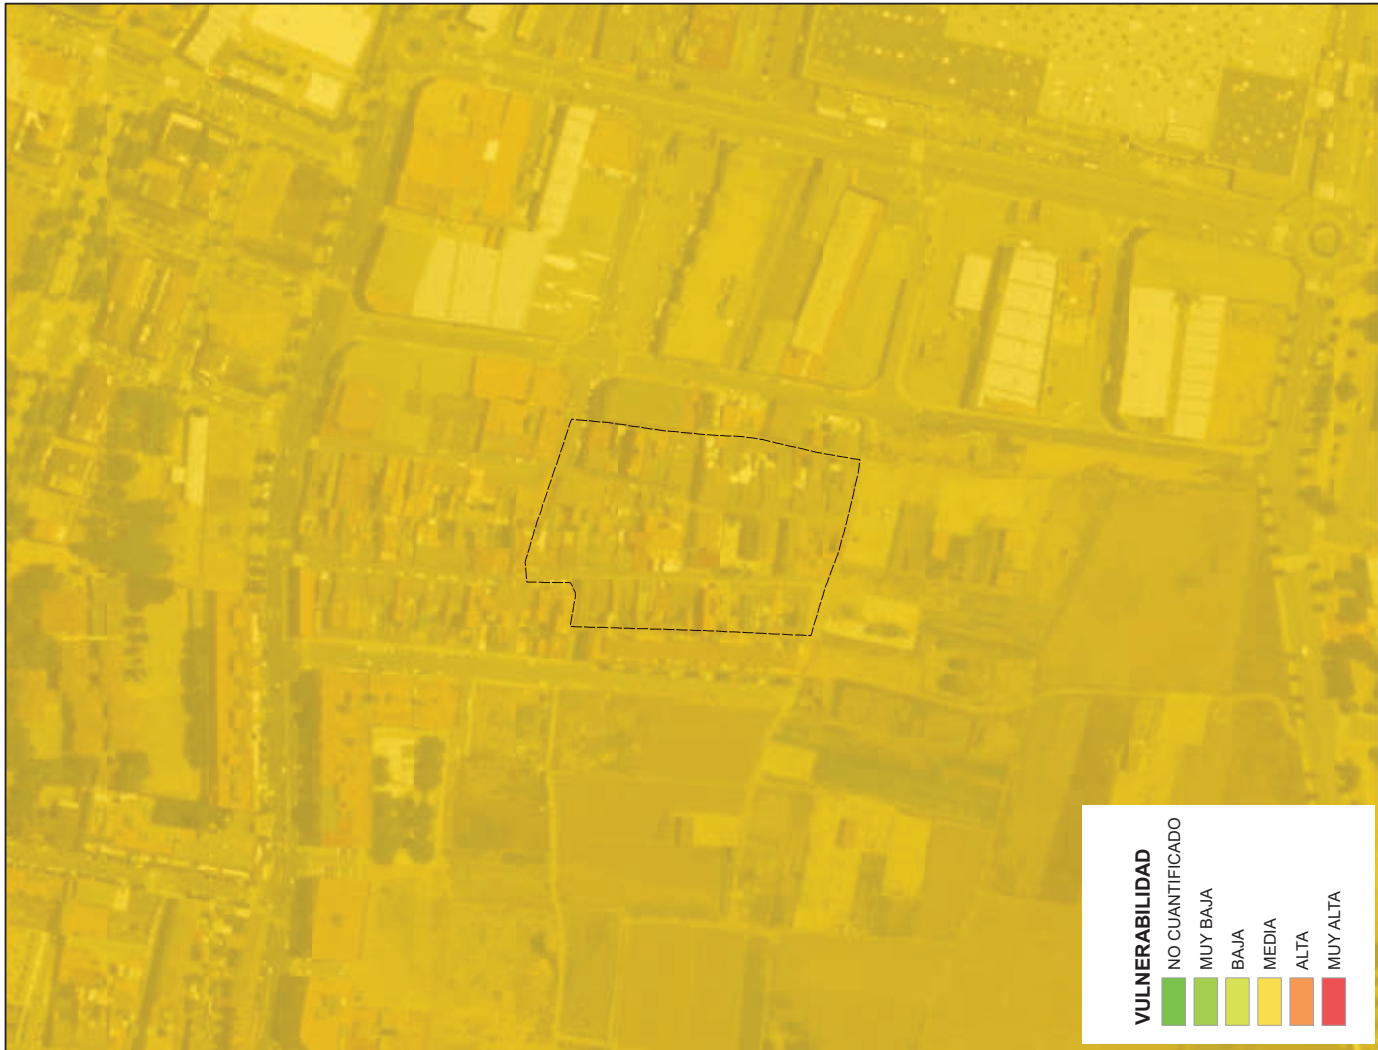 VULNERABILIDAD
NO CUANTIFICADO
MUY BAJA
BAJA
MEDIA
ALTA
MUY ALTA